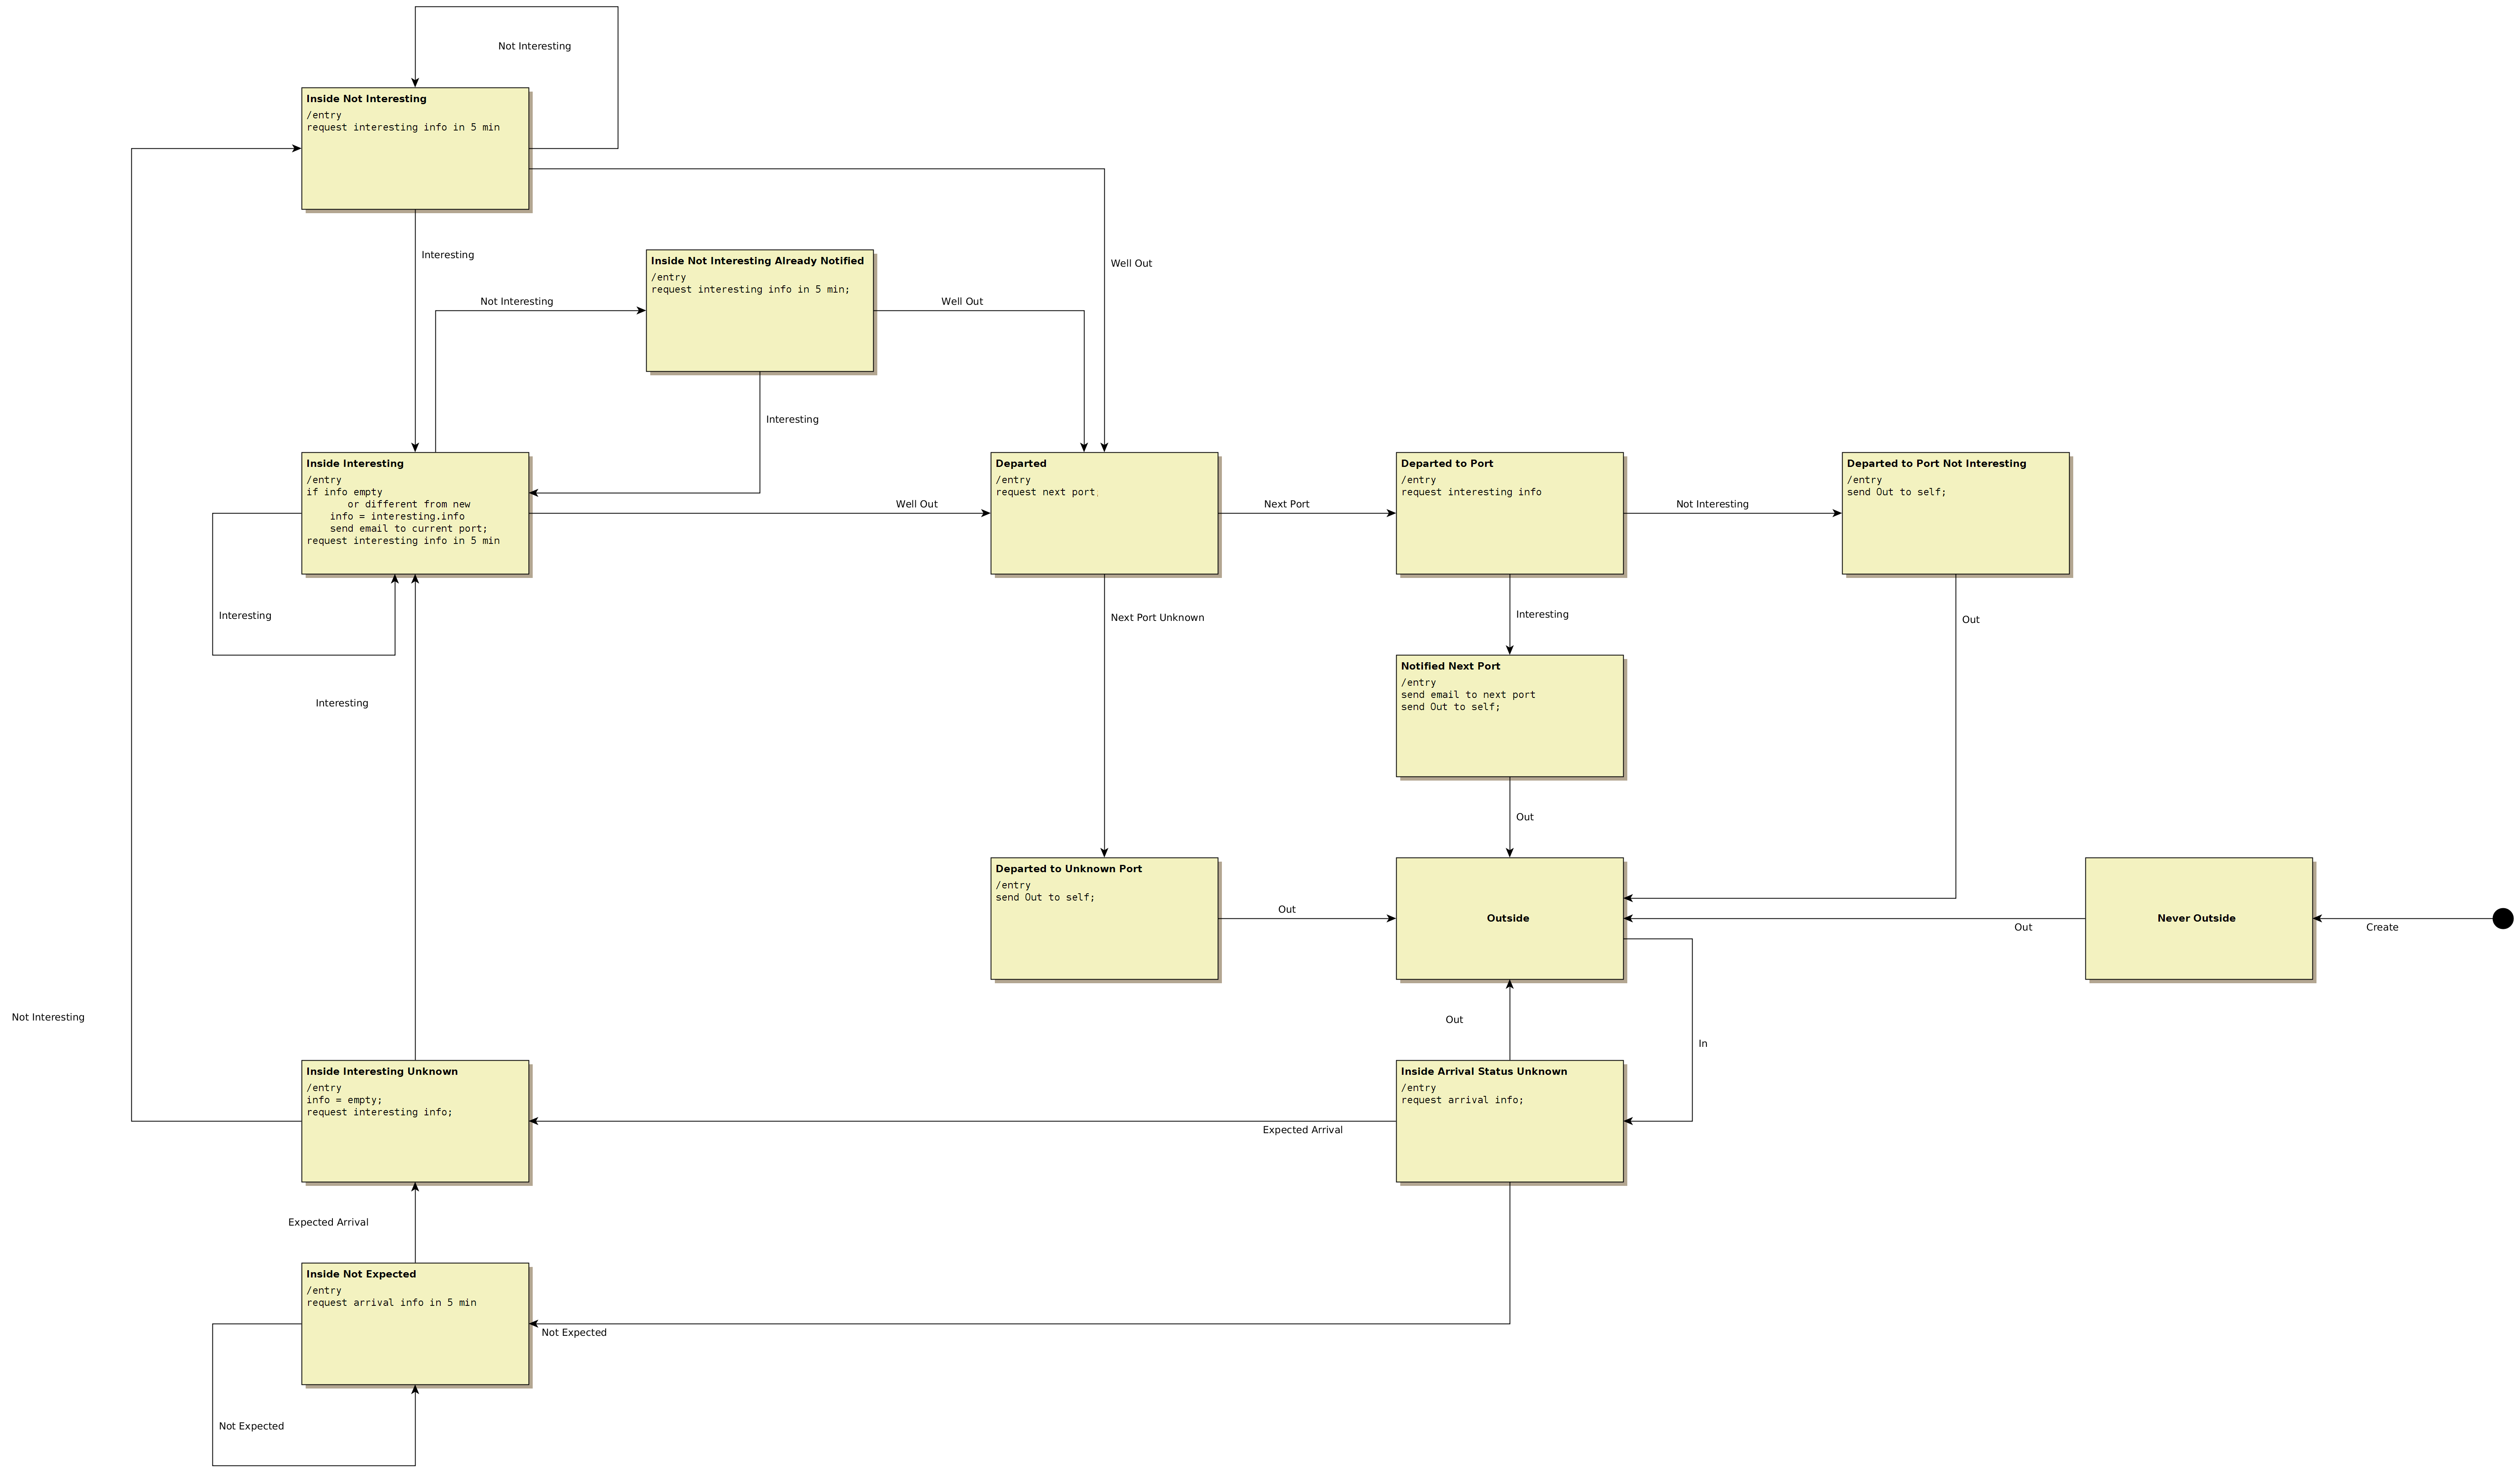 Not Interesting
Inside Not Interesting
/entry
request interesting info in 5 min
Interesting
Well Out
Inside Not Interesting Already Notified
/entry
request interesting info in 5 min;
Not Interesting
Well Out
Interesting
Inside Interesting
/entry
if info empty
       or different from new
    info = interesting.info
    send email to current port;
request interesting info in 5 min
Well Out
Departed
/entry
request next port;
Next Port
Departed to Port
/entry
request interesting info
Not Interesting
Departed to Port Not Interesting
/entry
send Out to self;
Interesting
Next Port Unknown
Interesting
Out
Interesting
Notified Next Port
/entry
send email to next port
send Out to self;
Out
Departed to Unknown Port
/entry
send Out to self;
Out
Outside
Out
Never Outside
Create
Not Interesting
Out
In
Inside Interesting Unknown
/entry
info = empty;
request interesting info;
Expected Arrival
Inside Arrival Status Unknown
/entry
request arrival info;
Expected Arrival
Inside Not Expected
/entry
request arrival info in 5 min
Not Expected
Not Expected